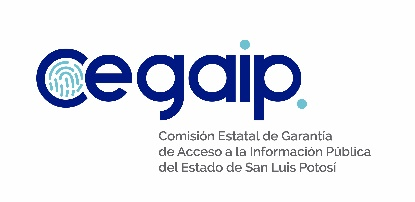 cegaip.
Comisión Estatal de Garantía
de Acceso a la Información Pública
del Estado de San Luis Potosí